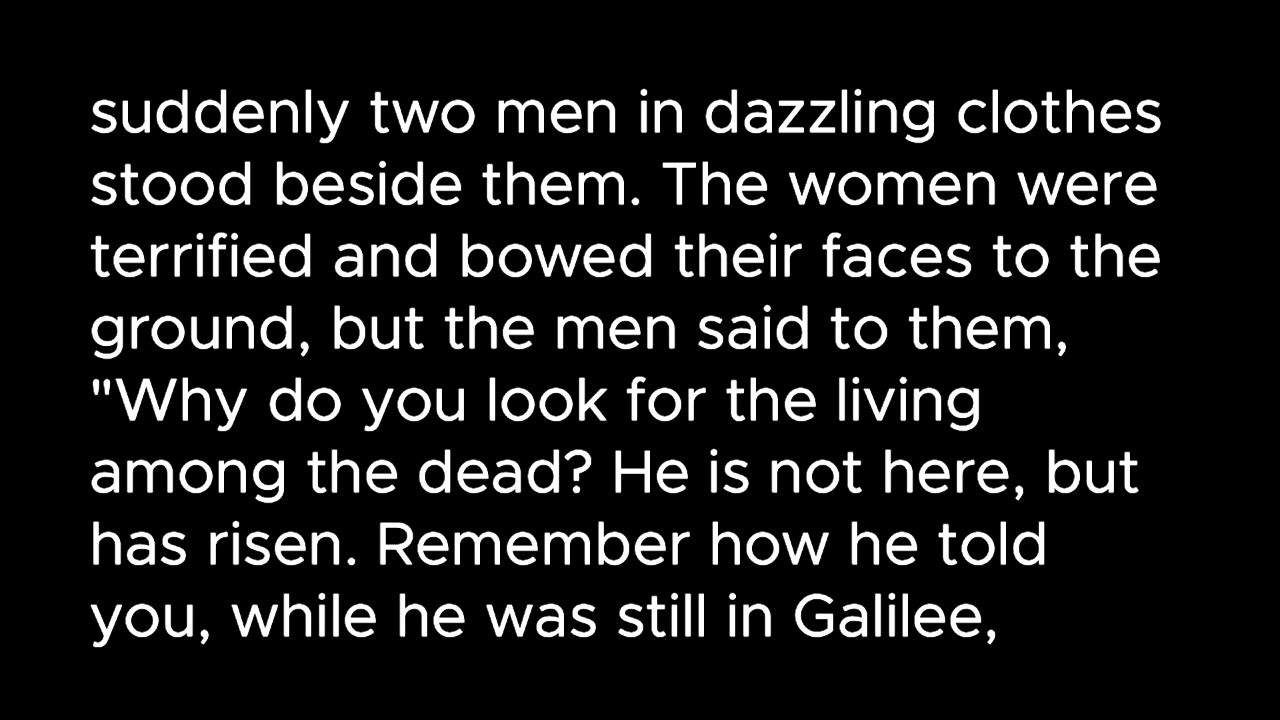 suddenly two men in dazzling clothes
stood beside them. The women were
terrified and bowed their faces to the
ground, but the men said to them,
"Why do you look for the living
among the dead? He is not here, but
has risen. Remember how he told
you, while he was still in Galilee,